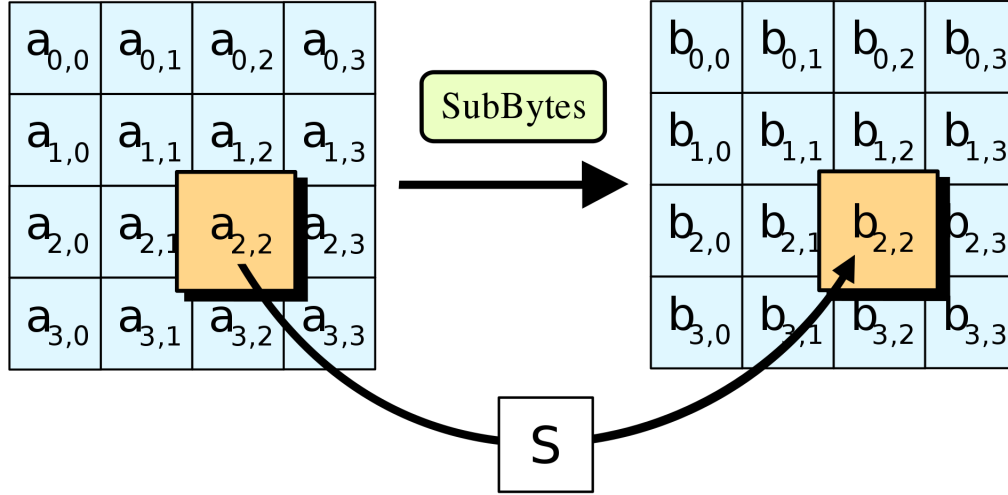 a0,0 a0,1 a0,2 a0,3
b0,0 b0,1 b0,2 b0,3
SubBytes
a1,0 a1,1 a1,2 a1,3
b1,0 b1,1 b1,2 b1,3
a2,0 a2,1 a2,2 a2,3
b2,0 b2,1 b2,2 b2,3
a3,0 a3,1 a3,2 a3,3
b3,0 b3,1 b3,2 b3,3
S